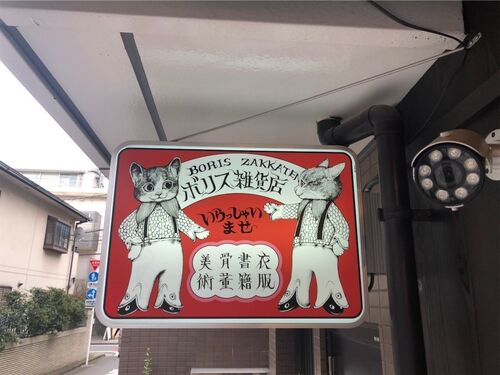 BORIS ZAKKATEN
ボリス雑貨店
いらっしゃい
ませ
衣服
書籍
骨董
美術